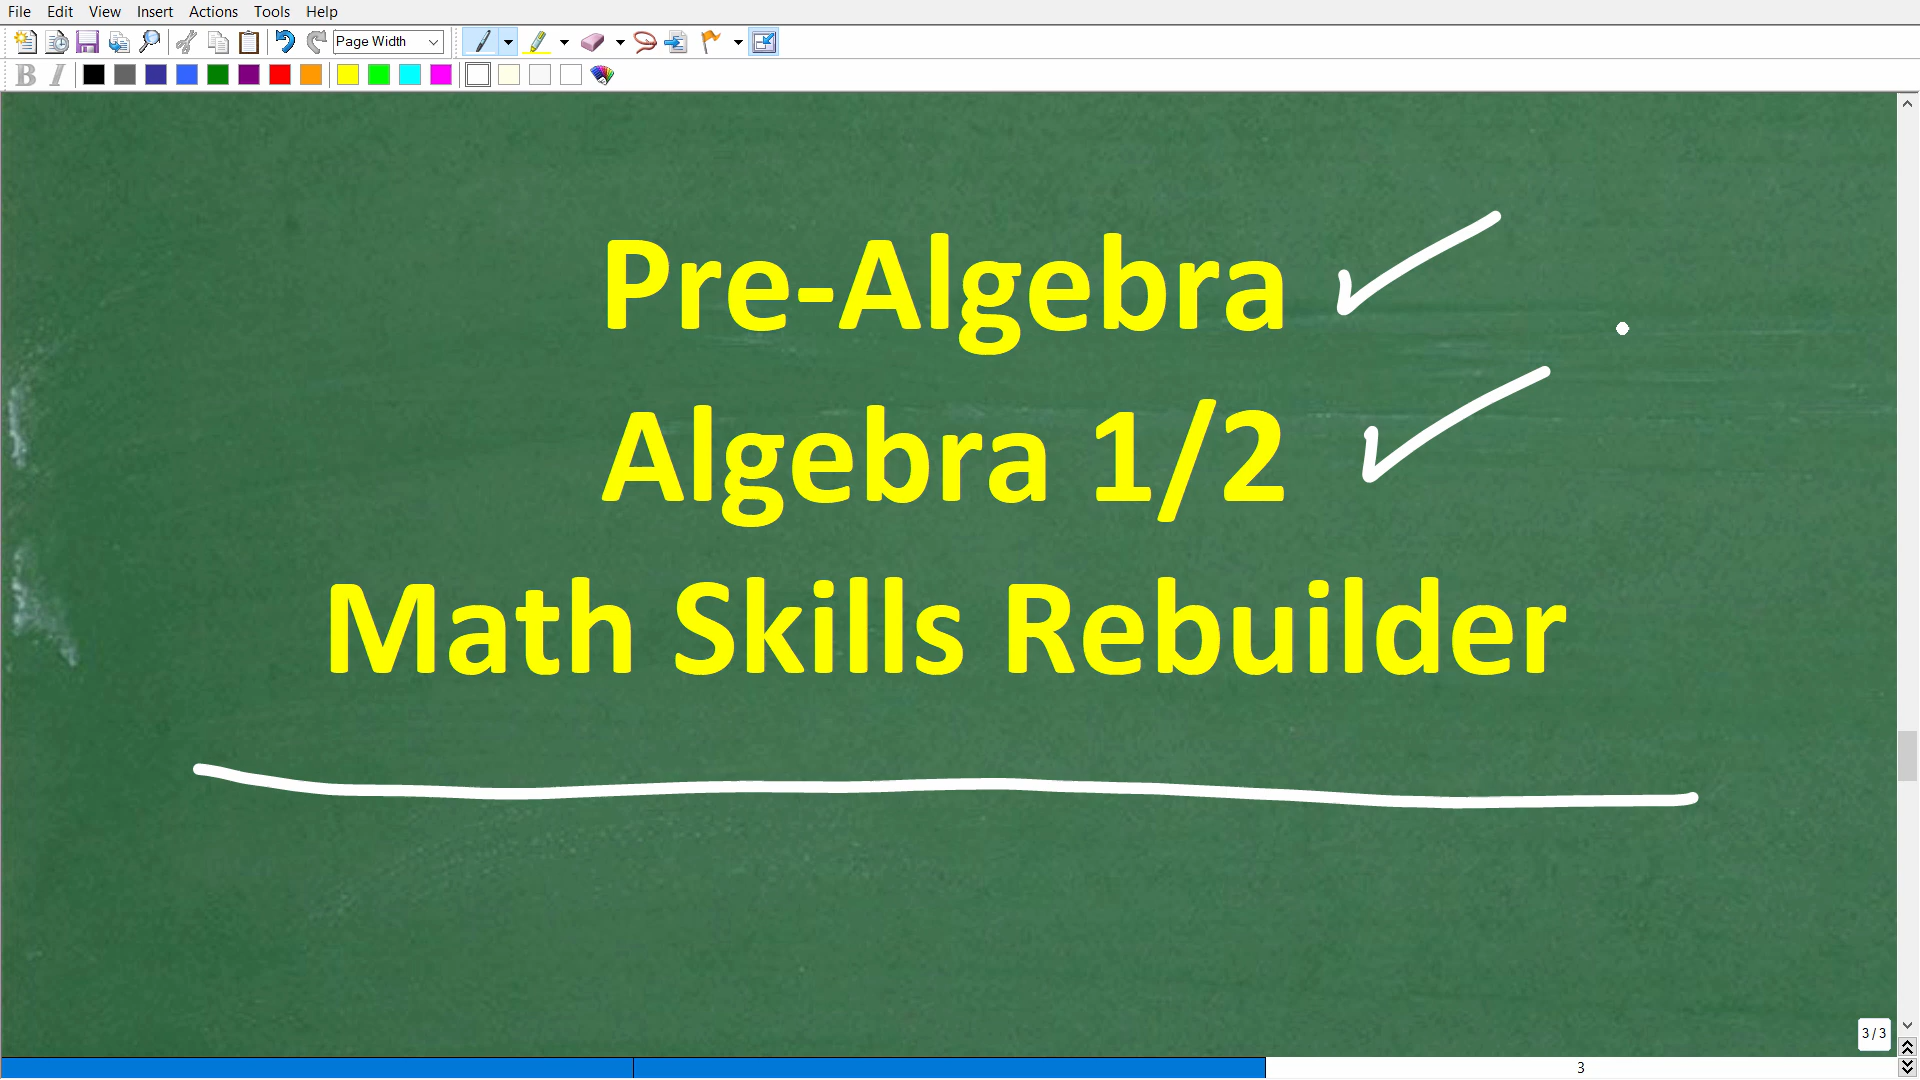 File Edit View Insert Actions Tools Help
Page Width
B I
Pre-Algebra ✓
Algebra 1/2 ✓
Math Skills Rebuilder
3 / 3
3